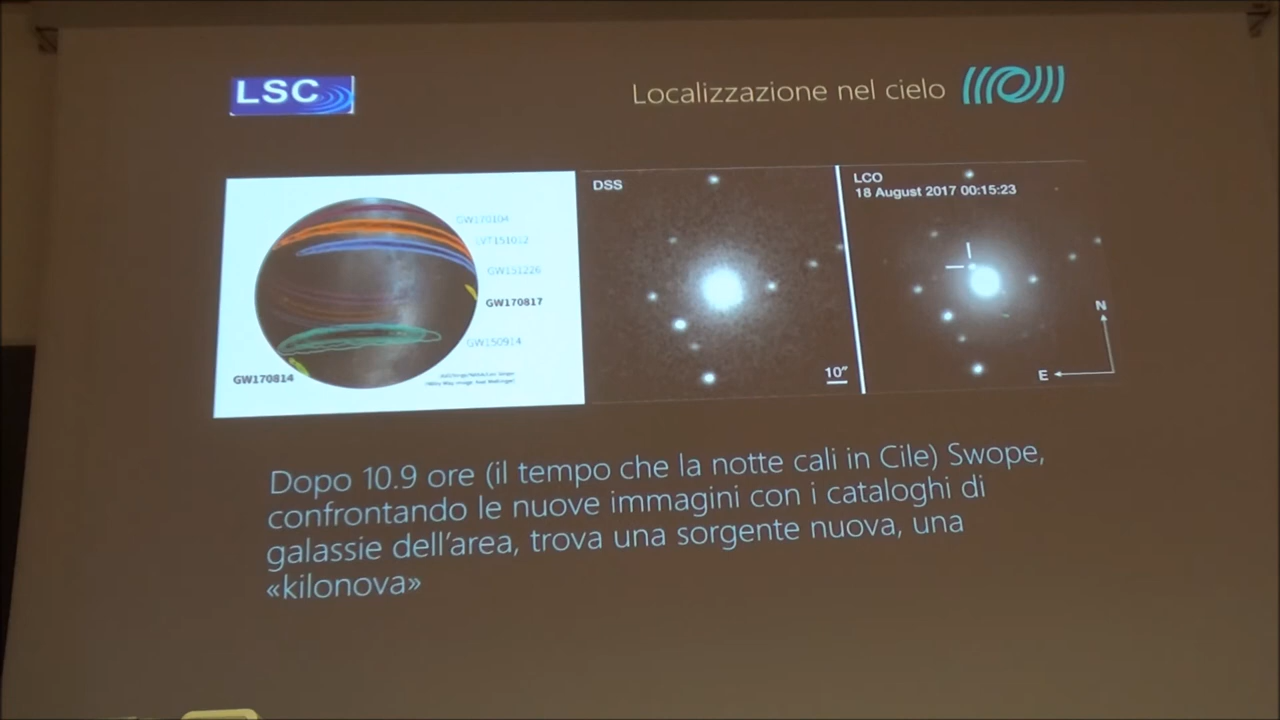 LSC
Localizzazione nel cielo
GW170104
LVT151012
GW151226
GW170817
GW150914
GW170814
DSS
10"
LCO
18 August 2017 00:15:23
N
E
Dopo 10.9 ore (il tempo che la notte cali in Cile) Swope,
confrontando le nuove immagini con i cataloghi di
galassie dell'area, trova una sorgente nuova, una
«kilonova»